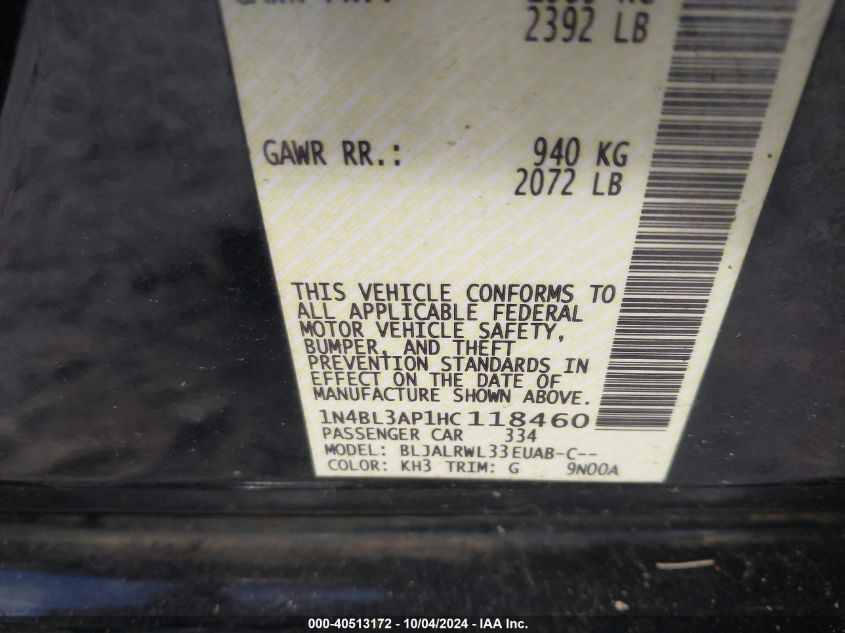 2392 LB
GAWR RR.: 940 KG
2072 LB
THIS VEHICLE CONFORMS TO
ALL APPLICABLE FEDERAL
MOTOR VEHICLE SAFETY,
BUMPER, AND THEFT
PREVENTION STANDARDS IN
EFFECT ON THE DATE OF
MANUFACTURE SHOWN ABOVE.
1N4BL3AP1HC118460
PASSENGER CAR 334
MODEL: BLJALRWL33EUAB-C--
COLOR: KH3 TRIM: G 9N00A
000-40513172 - 10/04/2024 - IAA Inc.